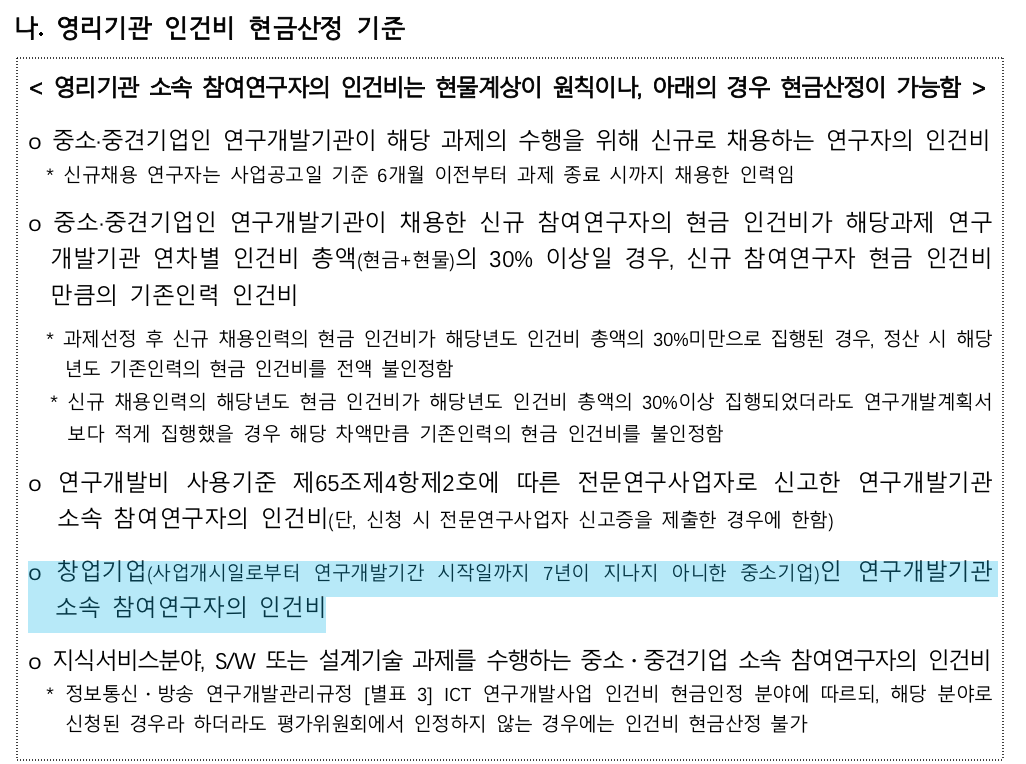 나. 영리기관 인건비 현금산정 기준
< 영리기관 소속 참여연구자의 인건비는 현물계상이 원칙이나, 아래의 경우 현금산정이 가능함 >
o 중소·중견기업인 연구개발기관이 해당 과제의 수행을 위해 신규로 채용하는 연구자의 인건비
* 신규채용 연구자는 사업공고일 기준 6개월 이전부터 과제 종료 시까지 채용한 인력임
o 중소·중견기업인 연구개발기관이 채용한 신규 참여연구자의 현금 인건비가 해당과제 연구
개발기관 연차별 인건비 총액(현금+현물)의 30% 이상일 경우, 신규 참여연구자 현금 인건비
만큼의 기존인력 인건비
* 과제선정 후 신규 채용인력의 현금 인건비가 해당년도 인건비 총액의 30%미만으로 집행된 경우, 정산 시 해당
년도 기존인력의 현금 인건비를 전액 불인정함
* 신규 채용인력의 해당년도 현금 인건비가 해당년도 인건비 총액의 30%이상 집행되었더라도 연구개발계획서
보다 적게 집행했을 경우 해당 차액만큼 기존인력의 현금 인건비를 불인정함
o 연구개발비 사용기준 제65조제4항제2호에 따른 전문연구사업자로 신고한 연구개발기관
소속 참여연구자의 인건비(단, 신청 시 전문연구사업자 신고증을 제출한 경우에 한함)
o 창업기업(사업개시일로부터 연구개발기간 시작일까지 7년이 지나지 아니한 중소기업)인 연구개발기관
소속 참여연구자의 인건비
o 지식서비스분야, S/W 또는 설계기술 과제를 수행하는 중소·중견기업 소속 참여연구자의 인건비
* 정보통신·방송 연구개발관리규정 [별표 3] ICT 연구개발사업 인건비 현금인정 분야에 따르되, 해당 분야로
신청된 경우라 하더라도 평가위원회에서 인정하지 않는 경우에는 인건비 현금산정 불가